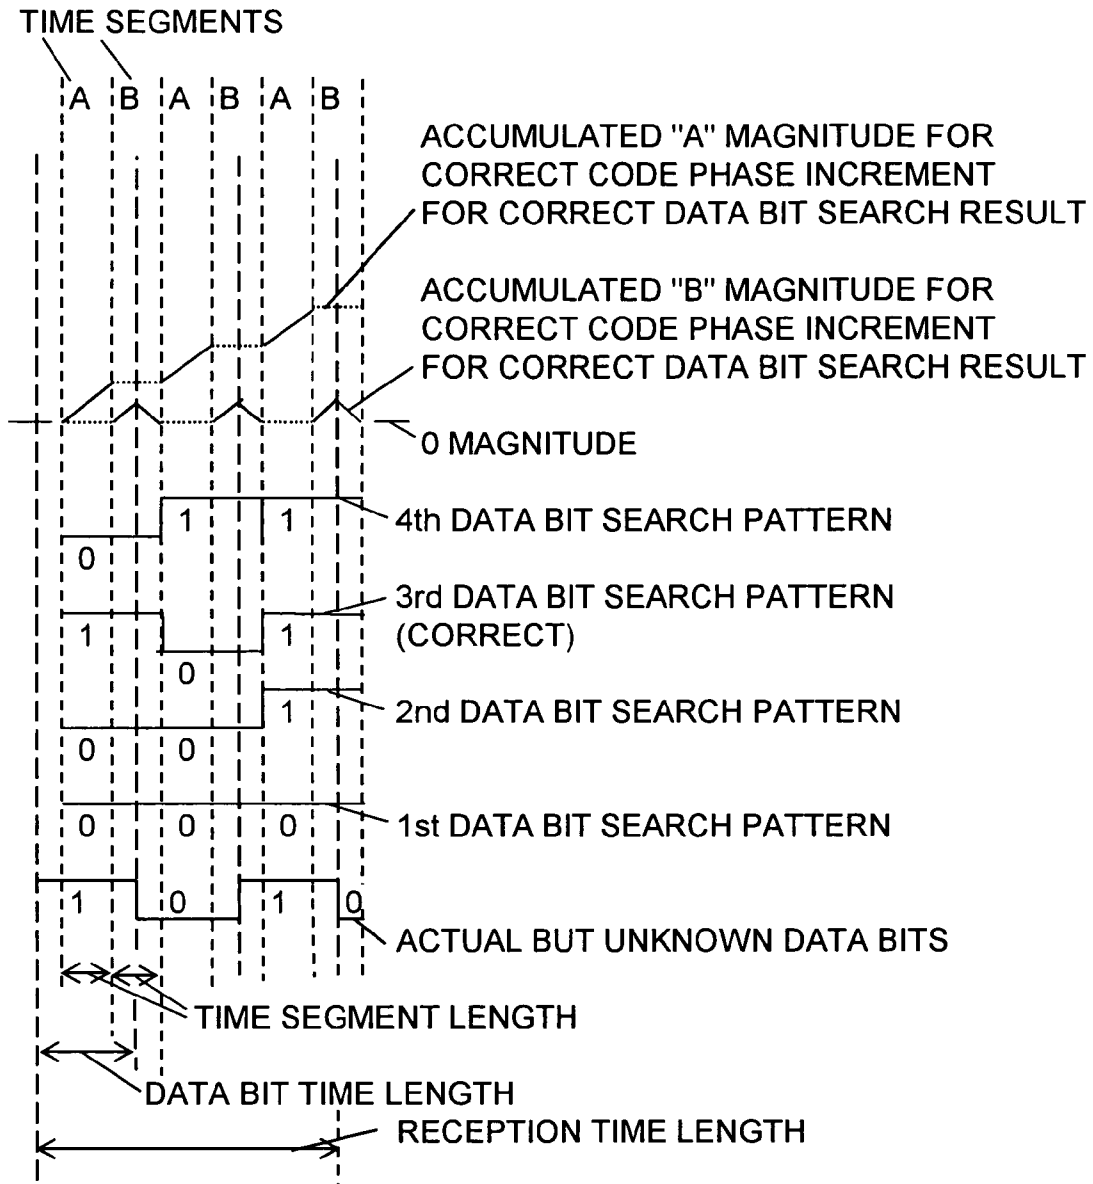 TIME SEGMENTS
A B A B A B
ACCUMULATED "A" MAGNITUDE FOR
CORRECT CODE PHASE INCREMENT
FOR CORRECT DATA BIT SEARCH RESULT
ACCUMULATED "B" MAGNITUDE FOR
CORRECT CODE PHASE INCREMENT
FOR CORRECT DATA BIT SEARCH RESULT
0 MAGNITUDE
0 1 1
4th DATA BIT SEARCH PATTERN
1 0 1
3rd DATA BIT SEARCH PATTERN
(CORRECT)
0 0 1
2nd DATA BIT SEARCH PATTERN
0 0 0
1st DATA BIT SEARCH PATTERN
1 0 1 0
ACTUAL BUT UNKNOWN DATA BITS
TIME SEGMENT LENGTH
DATA BIT TIME LENGTH
RECEPTION TIME LENGTH